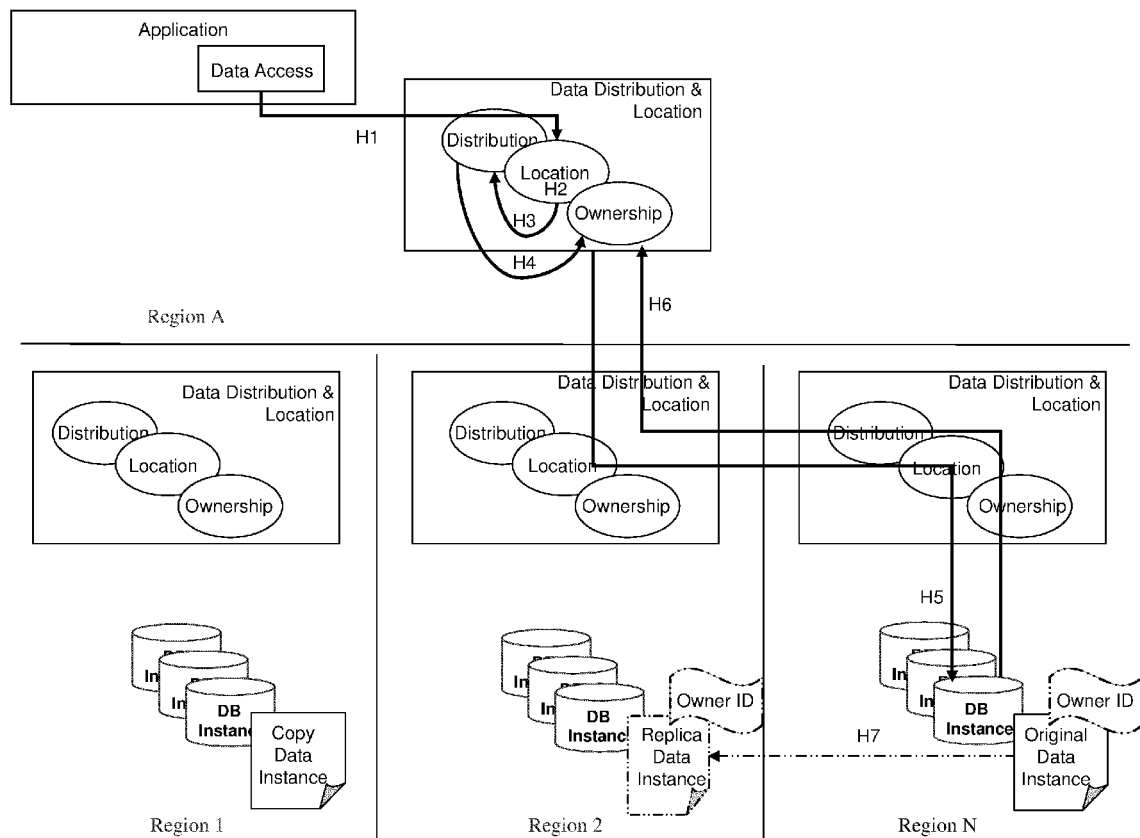 Application
Data Access
Data Distribution &
Location
H1
Distribution
Location
H2
H3
Ownership
H4
H6
Region A
Data Distribution &
Location
Distribution
Location
Ownership
Data Distribution &
Location
Distribution
Location
Ownership
Data Distribution &
Location
Distribution
Location
Ownership
H5
DB
Instance
Copy
Data
Instance
Region 1
DB
Instance
Owner ID
Replica
Data
Instance
Region 2
H7
DB
Instance
Owner ID
Original
Data
Instance
Region N